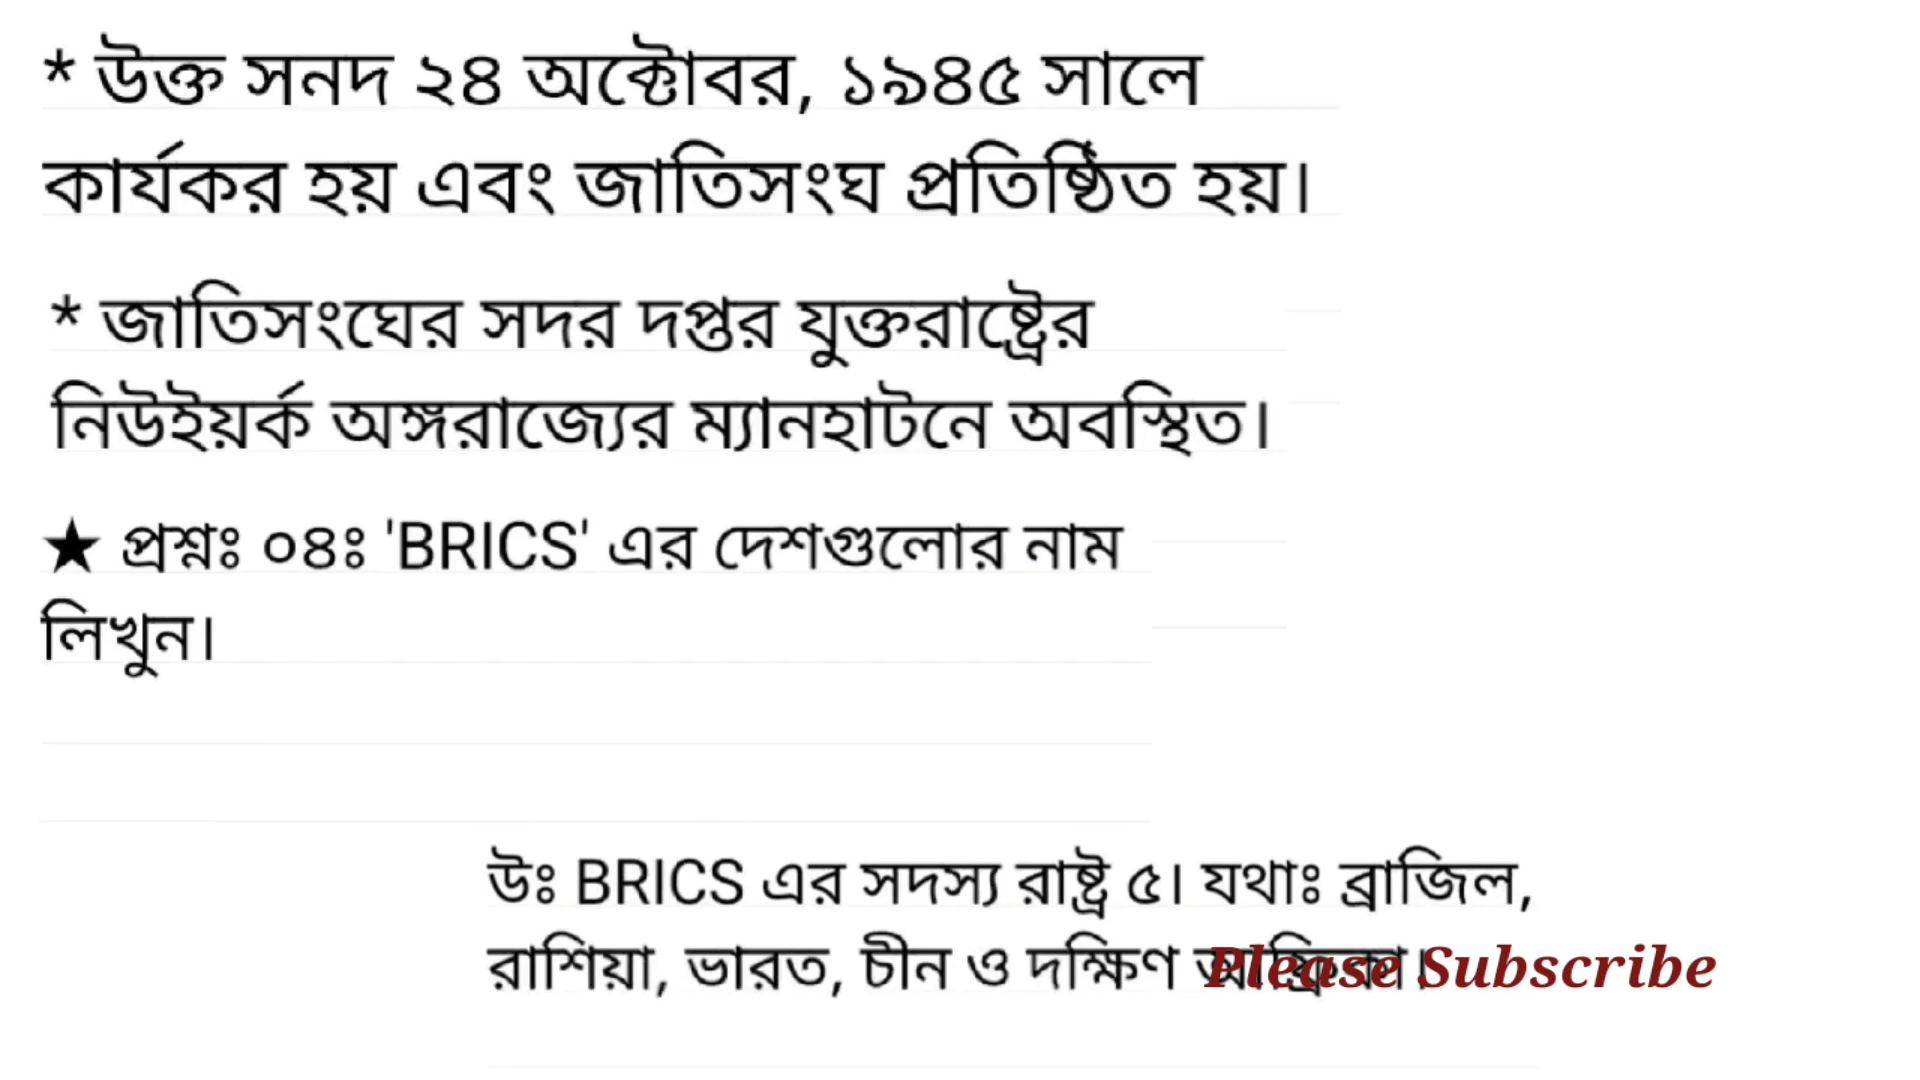 * উক্ত সনদ ২৪ অক্টোবর, ১৯৪৫ সালে
কার্যকর হয় এবং জাতিসংঘ প্রতিষ্ঠিত হয়।
* জাতিসংঘের সদর দপ্তর যুক্তরাষ্ট্রের
নিউইয়র্ক অঙ্গরাজ্যের ম্যানহাটনে অবস্থিত।
★ প্রশ্নঃ ০৪ঃ 'BRICS' এর দেশগুলোর নাম
লিখুন।
উঃ BRICS এর সদস্য রাষ্ট্র ৫। যথাঃ ব্রাজিল,
রাশিয়া, ভারত, চীন ও দক্ষিণ আফ্রিকা।
Please Subscribe